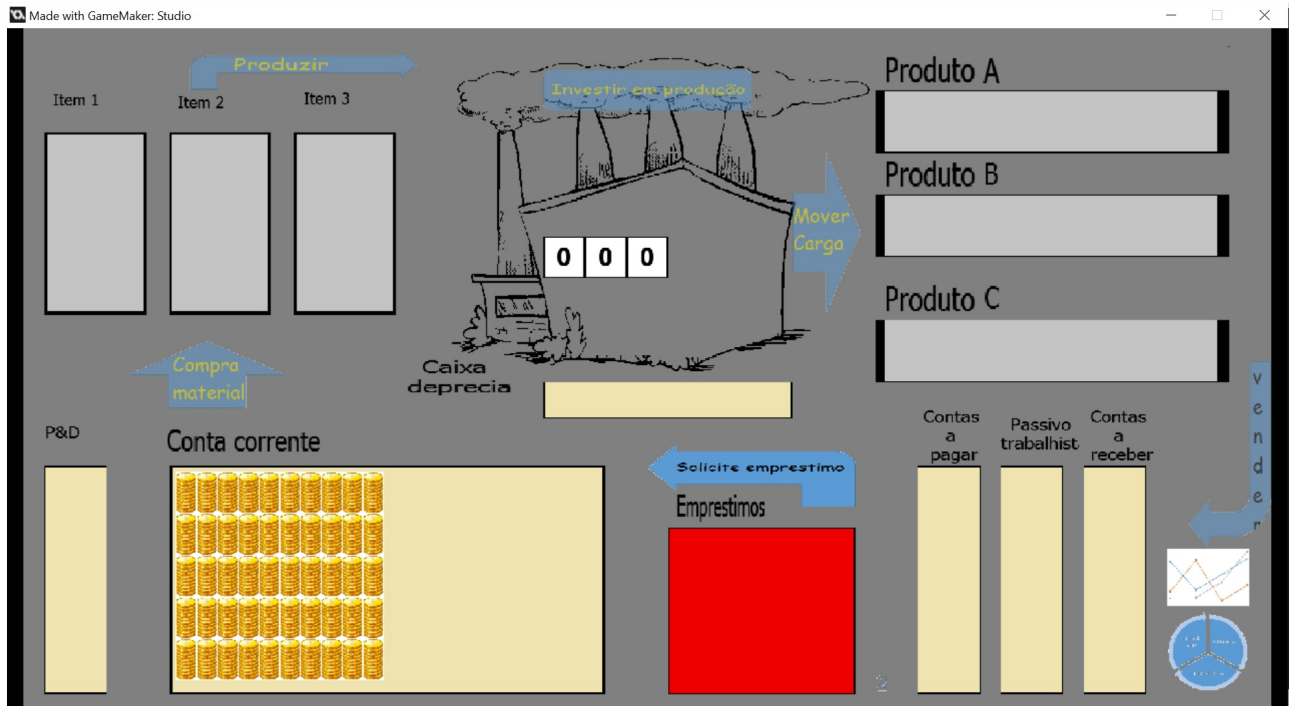 Made with GameMaker: Studio
Produzir
Item 1
Item 2
Item 3
Investir em produção
Produto A
Produto B
Mover
Carga
0 0 0
Produto C
Compra
material
Caixa
deprecia
P&D
Conta corrente
Solicite emprestimo
Emprestimos
Contas
a
pagar
Passivo
trabalhist
Contas
a
receber
vender
2